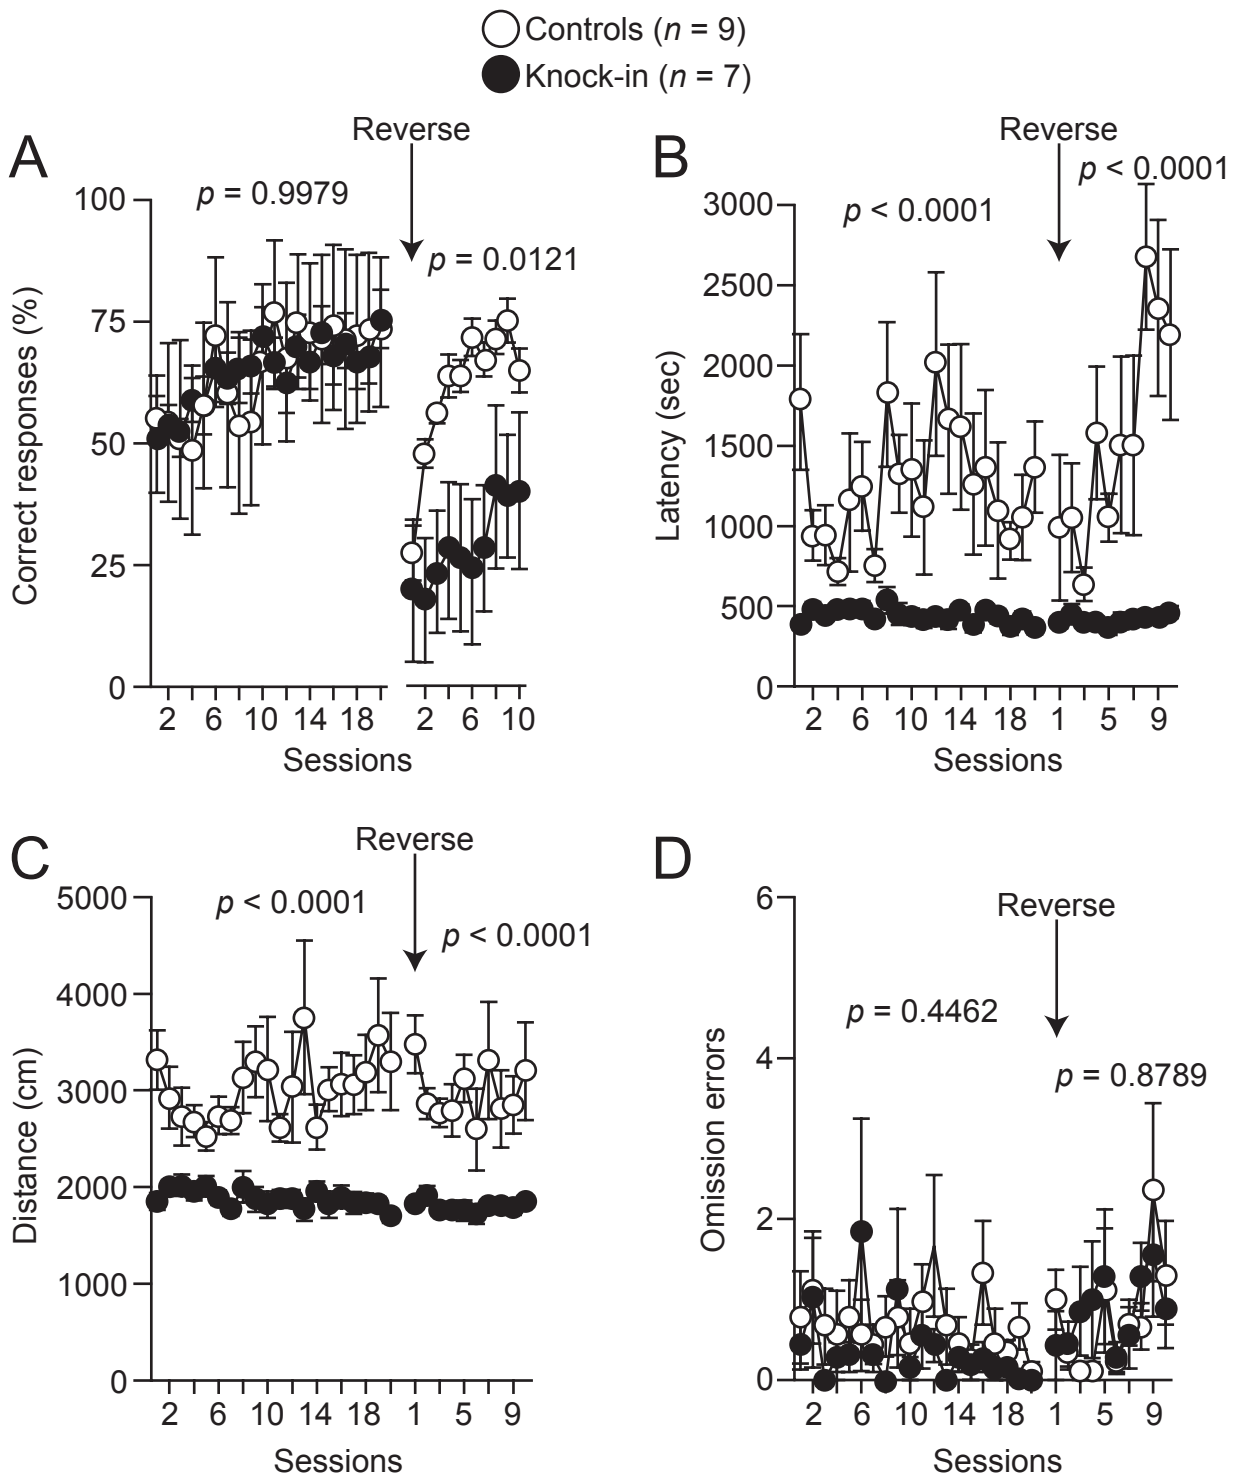 Controls (n = 9)
Knock-in (n = 7)
A
Reverse
p = 0.9979
p = 0.0121
Correct responses (%)
100
75
50
25
0
2 6 10 14 18 2 6 10
Sessions
B
Reverse
p < 0.0001
p < 0.0001
Latency (sec)
3000
2500
2000
1500
1000
500
0
2 6 10 14 18 1 5 9
Sessions
C
Reverse
p < 0.0001
p < 0.0001
Distance (cm)
5000
4000
3000
2000
1000
0
2 6 10 14 18 1 5 9
Sessions
D
Reverse
p = 0.4462
p = 0.8789
Omission errors
6
4
2
0
2 6 10 14 18 1 5 9
Sessions